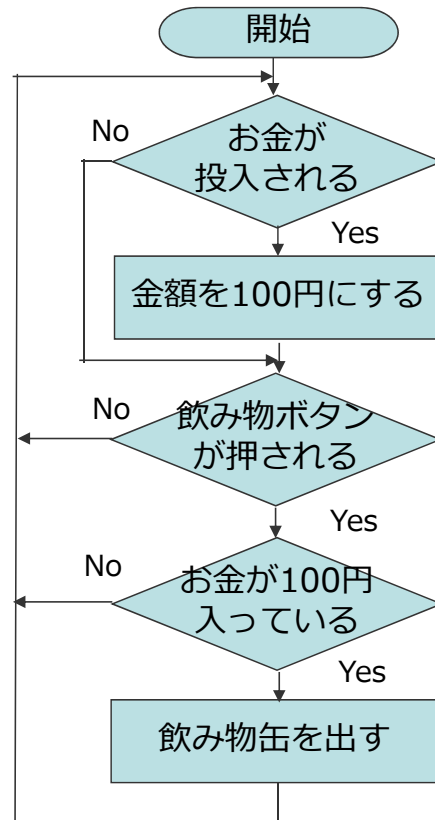 開始
No
お金が
投入される
Yes
金額を100円にする
No
飲み物ボタン
が押される
Yes
No
お金が100円
入っている
Yes
飲み物缶を出す